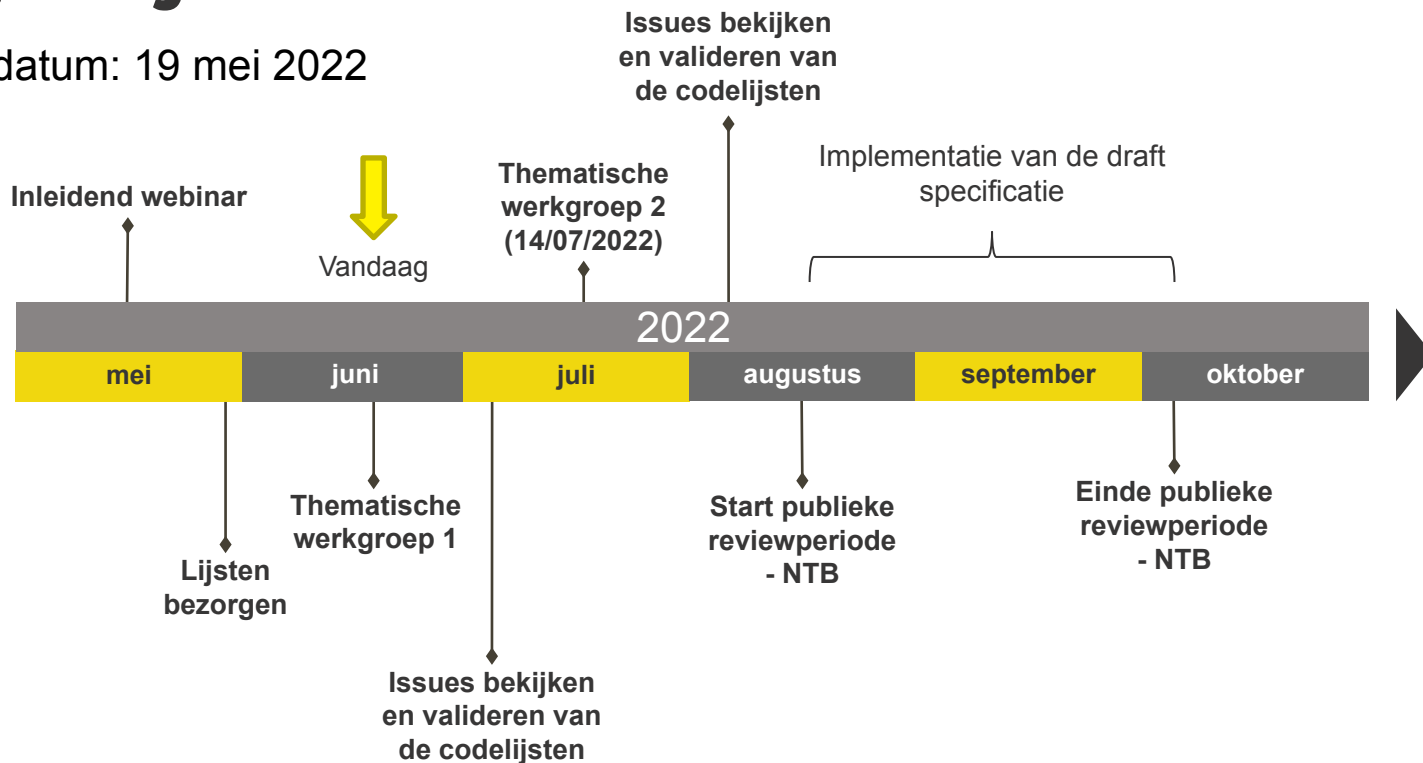 datum: 19 mei 2022
Issues bekijken
en valideren van
de codelijsten
Inleidend webinar
Vandaag
Thematische
werkgroep 2
(14/07/2022)
Implementatie van de draft
specificatie
2022
mei
juni
juli
augustus
september
oktober
Lijsten
bezorgen
Thematische
werkgroep 1
Issues bekijken
en valideren van
de codelijsten
Start publieke
reviewperiode
- NTB
Einde publieke
reviewperiode
- NTB